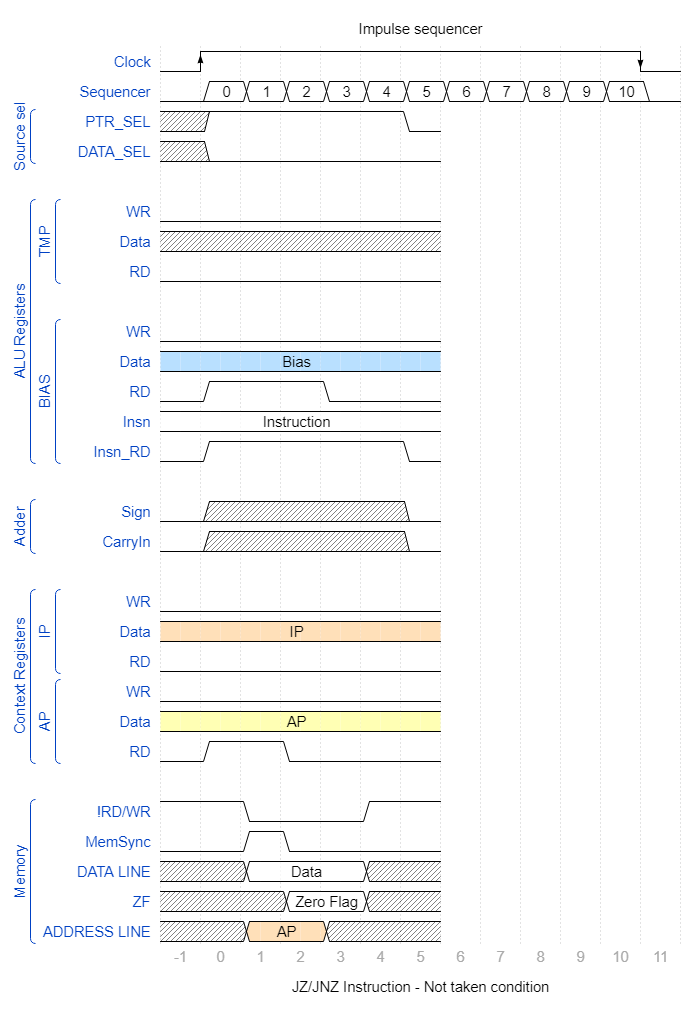 Impulse sequencer
Clock
Sequencer 0 1 2 3 4 5 6 7 8 9 10
Source sel
PTR_SEL
DATA_SEL
ALU Registers
TMP
WR
Data
RD
BIAS
WR
Data Bias
RD
Insn Instruction
Insn_RD
Adder
Sign
CarryIn
Context Registers
IP
WR
Data IP
RD
AP
WR
Data AP
RD
Memory
!RD/WR
MemSync
DATA LINE Data
ZF Zero Flag
ADDRESS LINE AP
-1 0 1 2 3 4 5 6 7 8 9 10 11
JZ/JNZ Instruction - Not taken condition